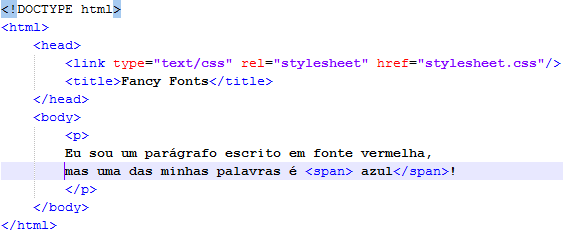 <!DOCTYPE html>
<html>
<head>
<link type="text/css" rel="stylesheet" href="stylesheet.css"/>
<title>Fancy Fonts</title>
</head>
<body>
<p>
Eu sou um parágrafo escrito em fonte vermelha,
mas uma das minhas palavras é <span> azul</span>!
</p>
</body>
</html>